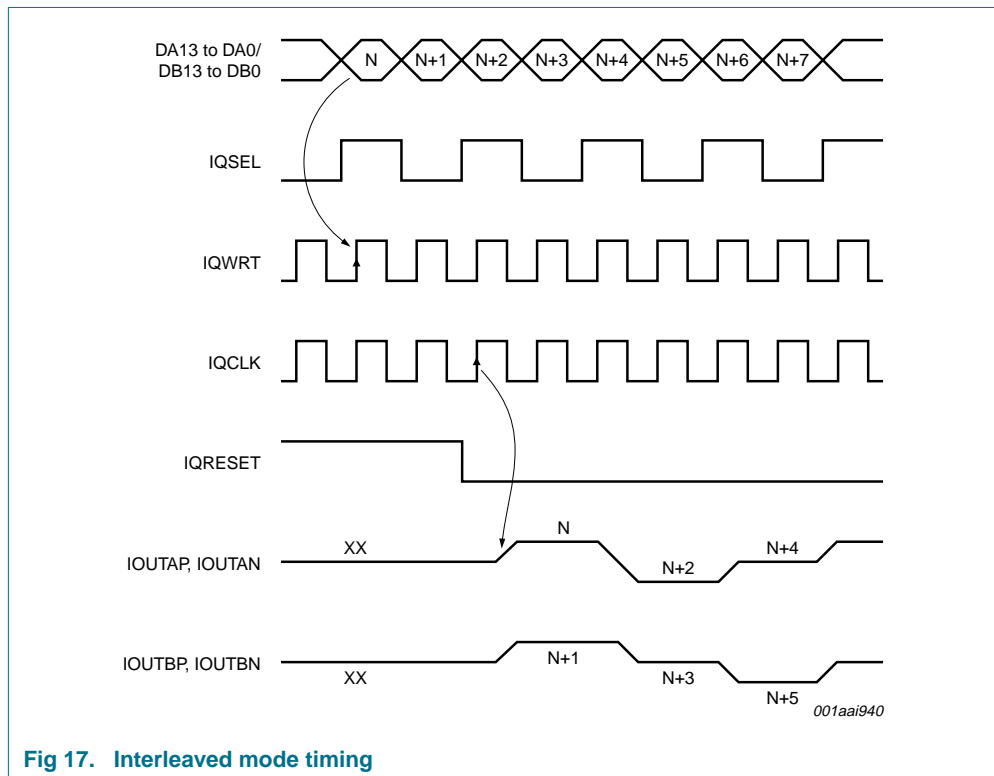 DA13 to DA0/
DB13 to DB0
N N+1 N+2 N+3 N+4 N+5 N+6 N+7
IQSEL
IQWRT
IQCLK
IQRESET
IOUTAP, IOUTAN
XX N N+2 N+4
IOUTBP, IOUTBN
XX N+1 N+3 N+5
001aai940
Fig 17. Interleaved mode timing